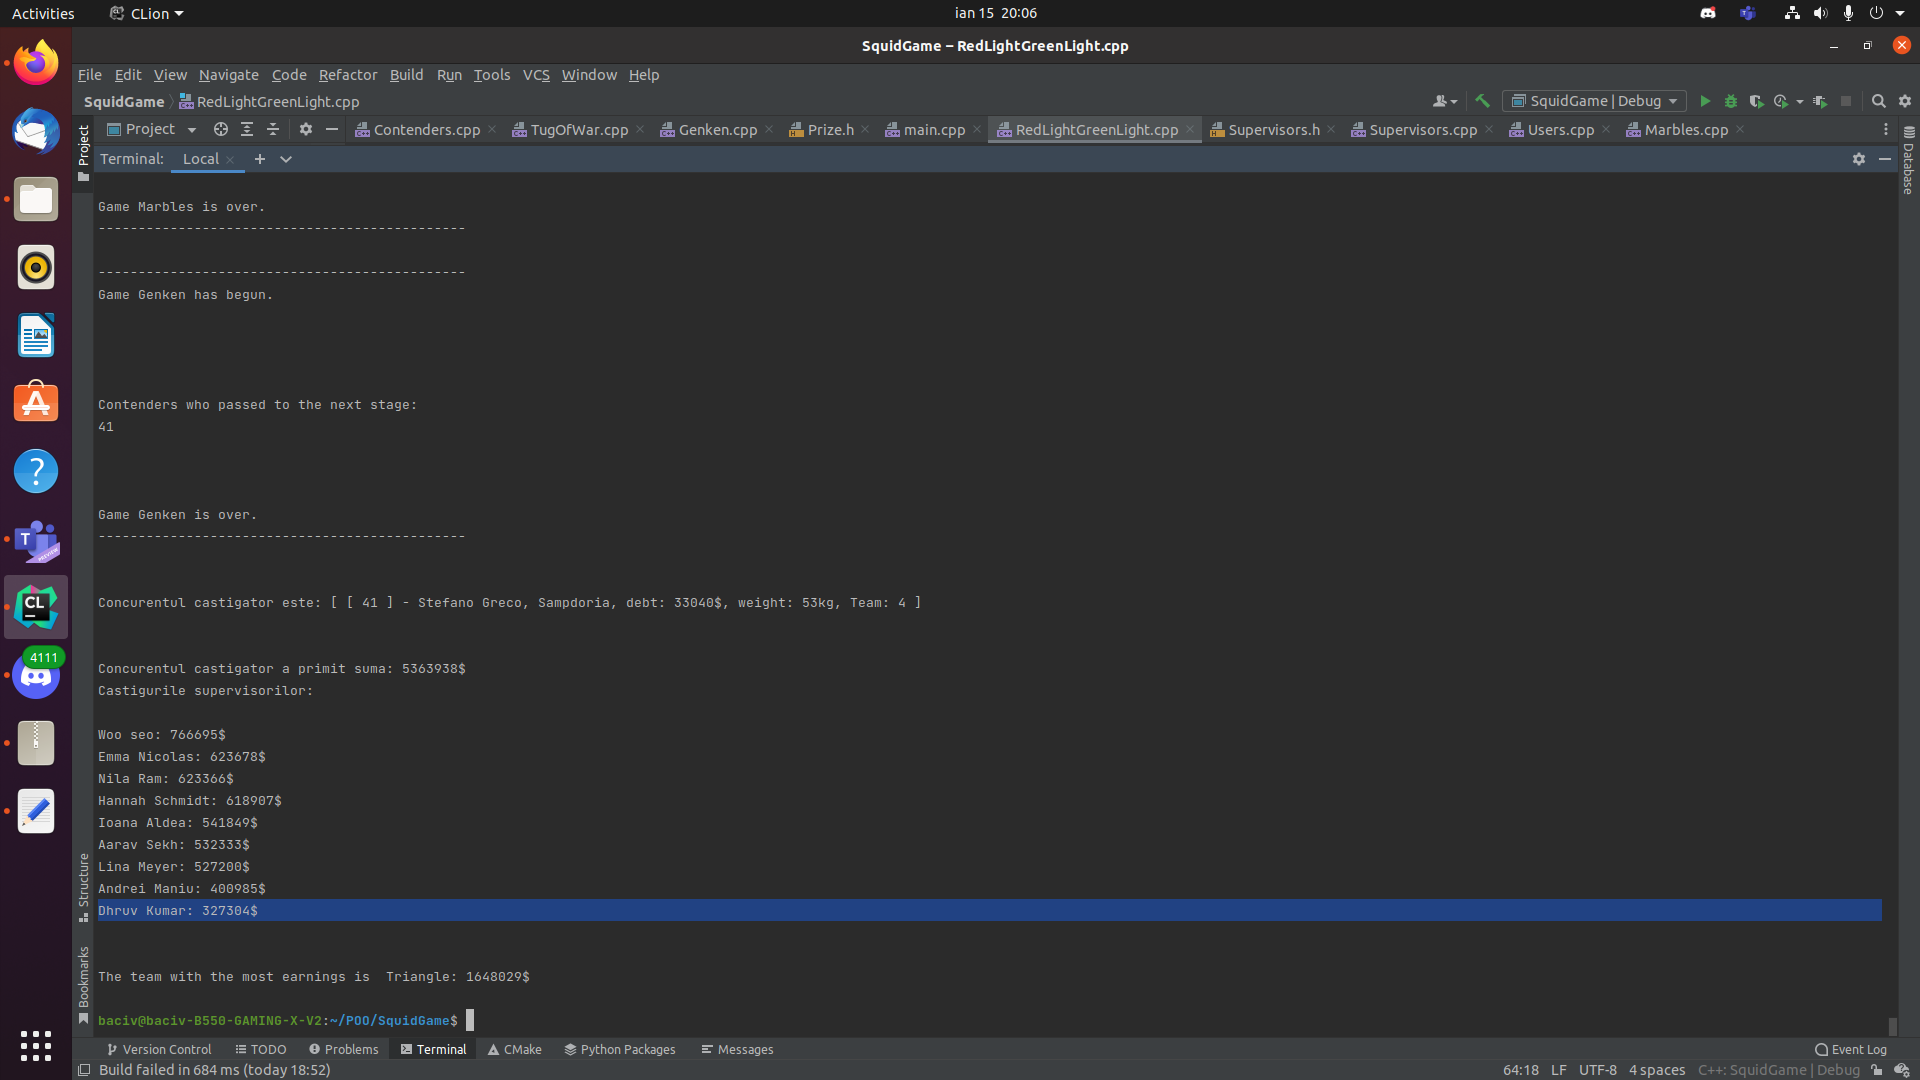 Activities CLion ian 15 20:06
SquidGame – RedLightGreenLight.cpp
File Edit View Navigate Code Refactor Build Run Tools VCS Window Help
SquidGame RedLightGreenLight.cpp SquidGame | Debug
Project Contenders.cpp TugOfWar.cpp Genken.cpp Prize.h main.cpp RedLightGreenLight.cpp Supervisors.h Supervisors.cpp Users.cpp Marbles.cpp
Project
Database
Terminal: Local
Game Marbles is over.
----------------------------------------------
----------------------------------------------
Game Genken has begun.
Contenders who passed to the next stage:
41
Game Genken is over.
----------------------------------------------
Concurentul castigator este: [ [ 41 ] - Stefano Greco, Sampdoria, debt: 33040$, weight: 53kg, Team: 4 ]
Concurentul castigator a primit suma: 5363938$
Castigurile supervisorilor:
Woo seo: 766695$
Emma Nicolas: 623678$
Nila Ram: 623366$
Hannah Schmidt: 618907$
Ioana Aldea: 541849$
Aarav Sekh: 532333$
Lina Meyer: 527200$
Andrei Maniu: 400985$
Dhruv Kumar: 327304$
The team with the most earnings is  Triangle: 1648029$
baciv@baciv-B550-GAMING-X-V2:~/POO/SquidGame$
Structure
Bookmarks
T
PREVIEW
CL
4111
Version Control TODO Problems Terminal CMake Python Packages Messages Event Log
Build failed in 684 ms (today 18:52) 64:18 LF UTF-8 4 spaces C++: SquidGame | Debug